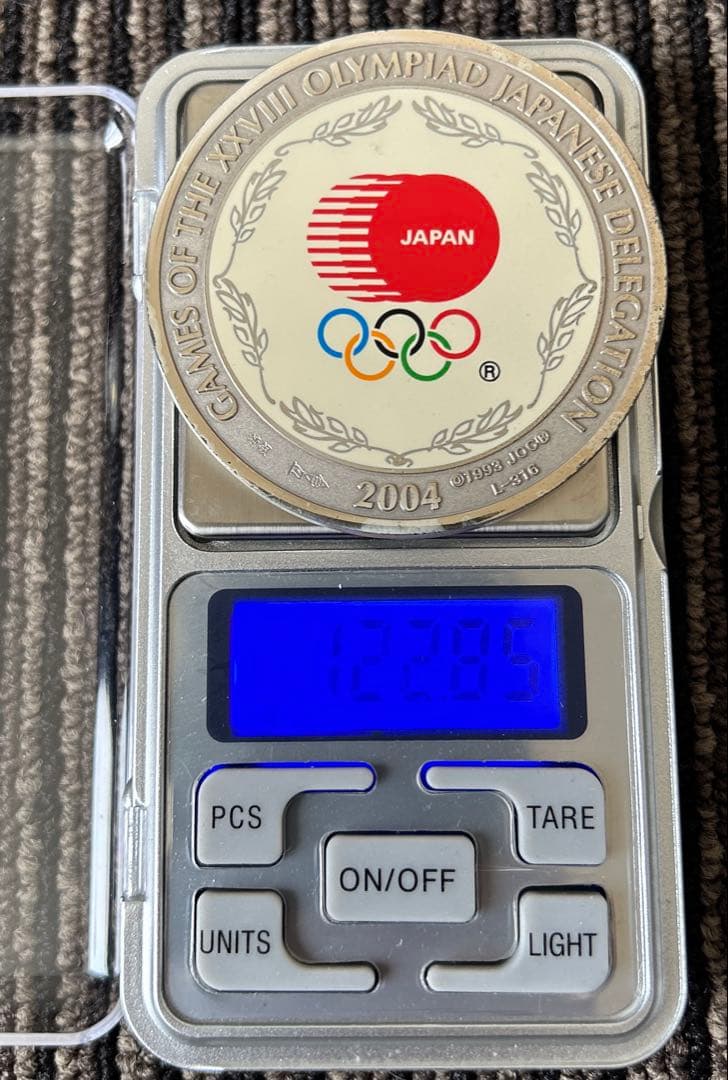 GAMES OF THE XXVIII OLYMPIAD JAPANESE DELEGATION
JAPAN
®
©1993 JOC®
L-316
2004
122.85
PCS
TARE
ON/OFF
UNITS
LIGHT